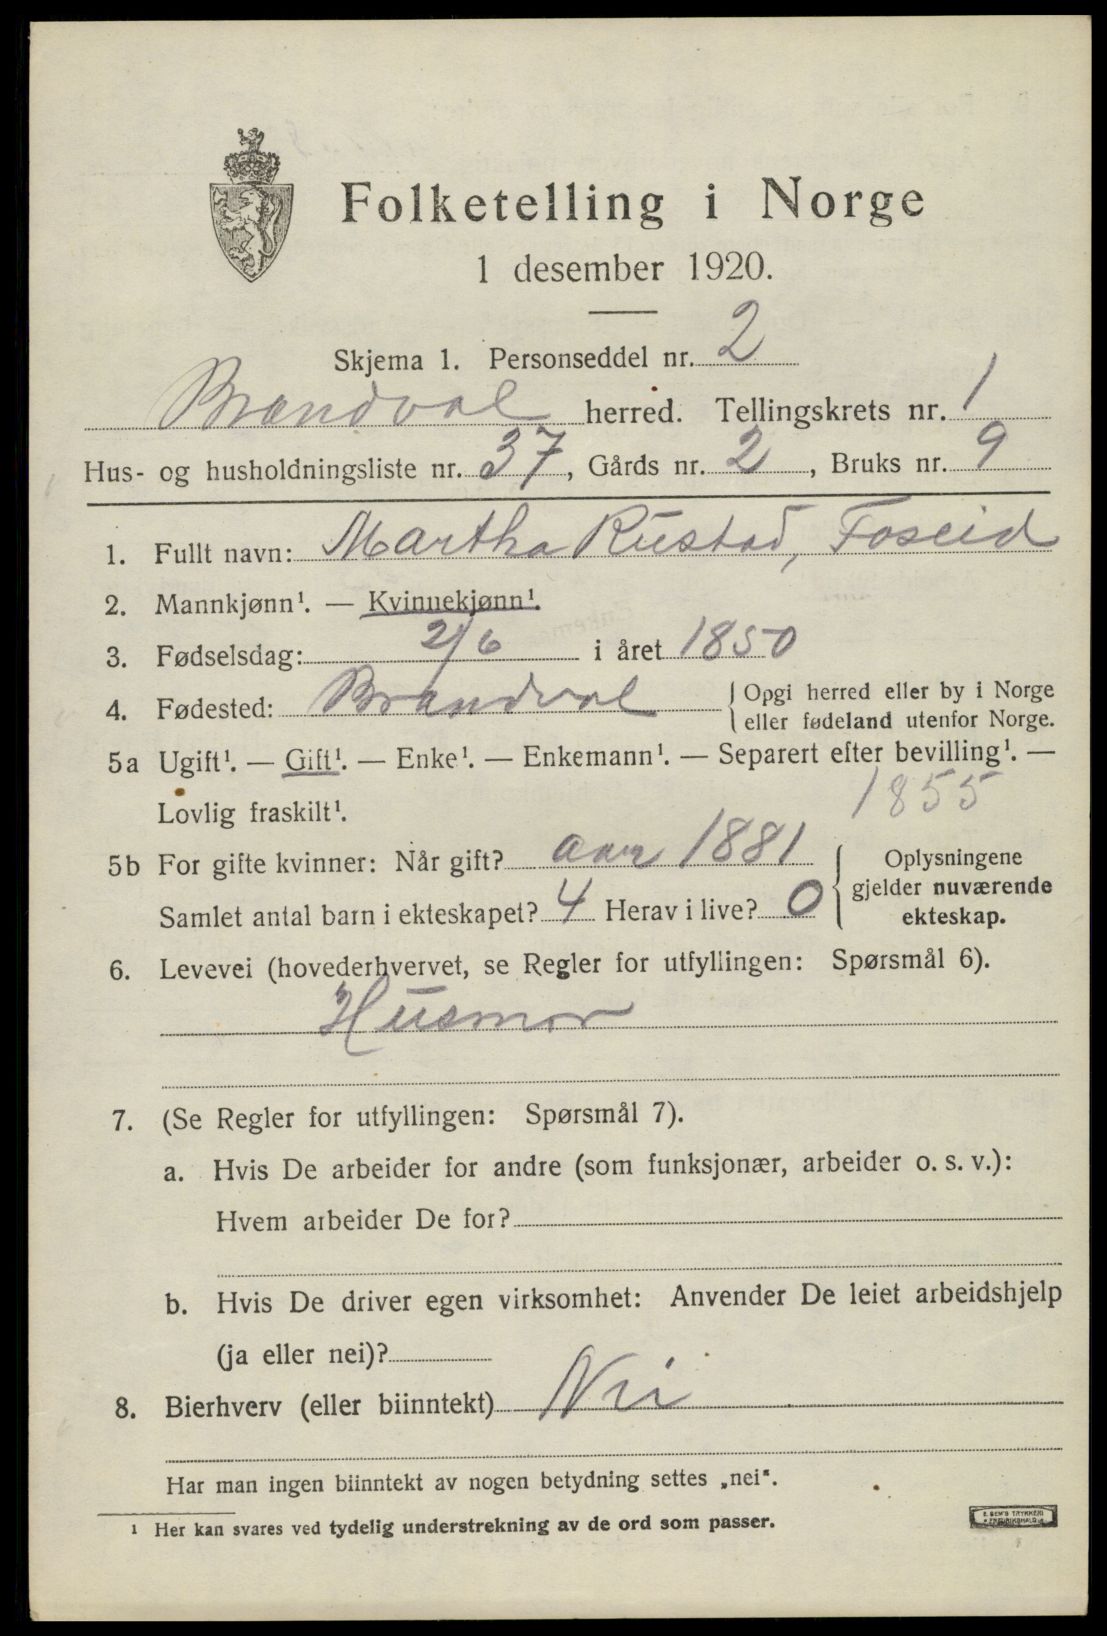 Folketelling i Norge
1 desember 1920.
Skjema 1. Personseddel nr. 2
Brandval herred. Tellingskrets nr. 1
Hus- og husholdningsliste nr. 37, Gårds nr. 2, Bruks nr. 9
1. Fullt navn: Martha Rustad, Foseid
2. Mannkjønn¹. — Kvinnekjønn¹.
3. Fødselsdag: 2/6 i året 1850
4. Fødested: Brandval { Opgi herred eller by i Norge
eller fødeland utenfor Norge.
5a Ugift¹. — Gift¹. — Enke¹. — Enkemann¹. — Separert efter bevilling¹. —
Lovlig fraskilt¹. 1855
5b For gifte kvinner: Når gift? aar 1881 { Oplysningene
gjelder nuværende
Samlet antal barn i ekteskapet? 4 Herav i live? 0
ekteskap.
6. Levevei (hovederhvervet, se Regler for utfyllingen: Spørsmål 6).
Husmor
7. (Se Regler for utfyllingen: Spørsmål 7).
a. Hvis De arbeider for andre (som funksjonær, arbeider o. s. v.):
Hvem arbeider De for?
b. Hvis De driver egen virksomhet: Anvender De leiet arbeidshjelp
(ja eller nei)?
8. Bierhverv (eller biinntekt) Nei
Har man ingen biinntekt av nogen betydning settes „nei“.
¹ Her kan svares ved tydelig understrekning av de ord som passer.